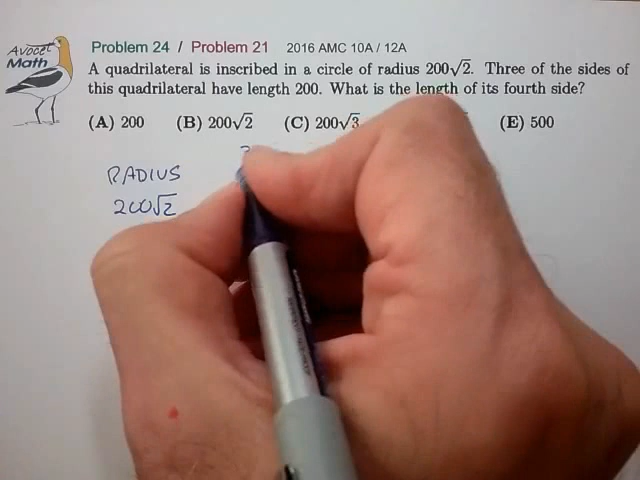 Avocet
Math
Problem 24 / Problem 21 2016 AMC 10A / 12A
A quadrilateral is inscribed in a circle of radius 200√2. Three of the sides of
this quadrilateral have length 200. What is the length of its fourth side?
(A) 200 (B) 200√2 (C) 200√3 (E) 500
RADIUS
200√2